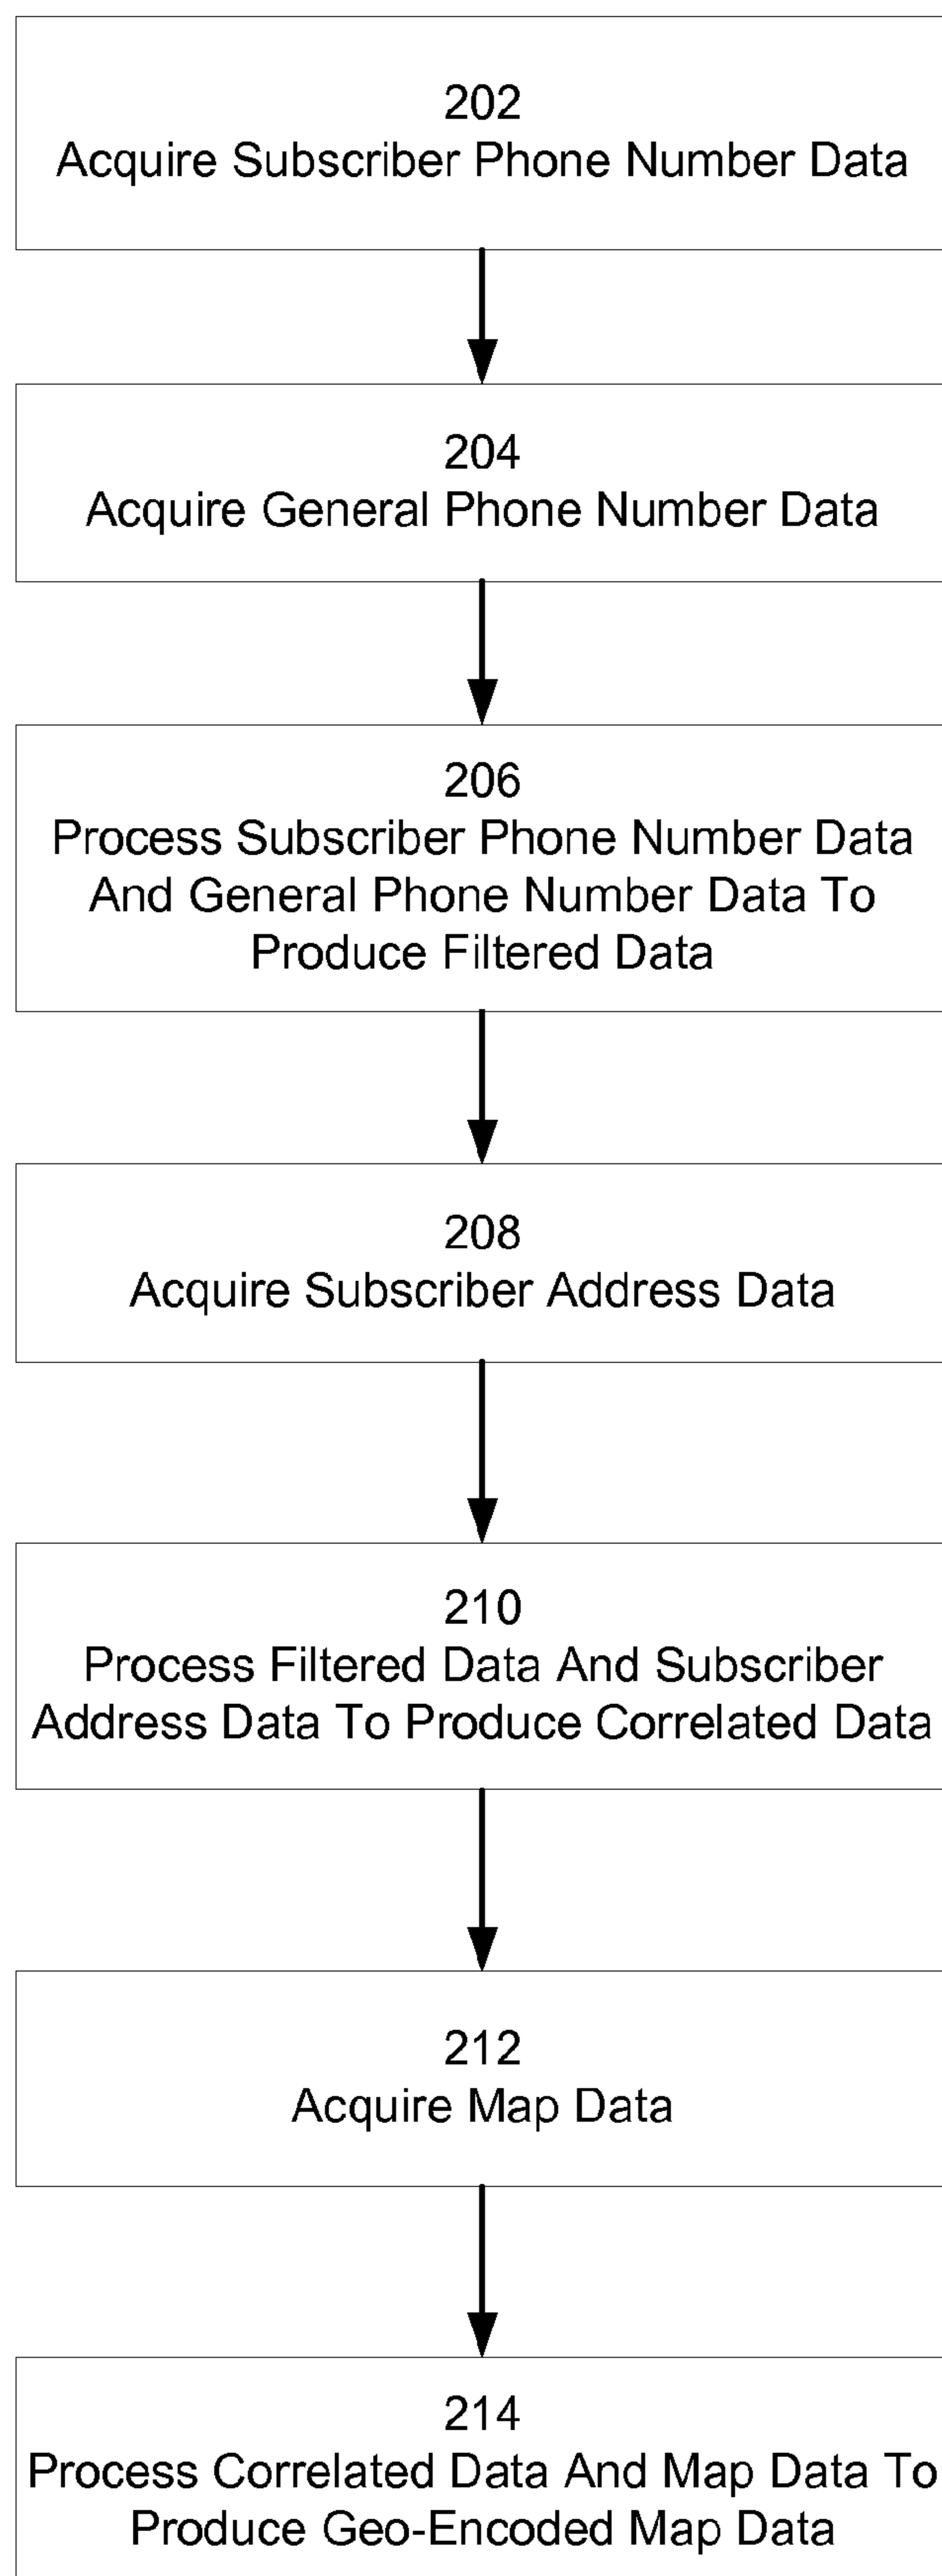 202
Acquire Subscriber Phone Number Data
204
Acquire General Phone Number Data
206
Process Subscriber Phone Number Data
And General Phone Number Data To
Produce Filtered Data
208
Acquire Subscriber Address Data
210
Process Filtered Data And Subscriber
Address Data To Produce Correlated Data
212
Acquire Map Data
214
Process Correlated Data And Map Data To
Produce Geo-Encoded Map Data